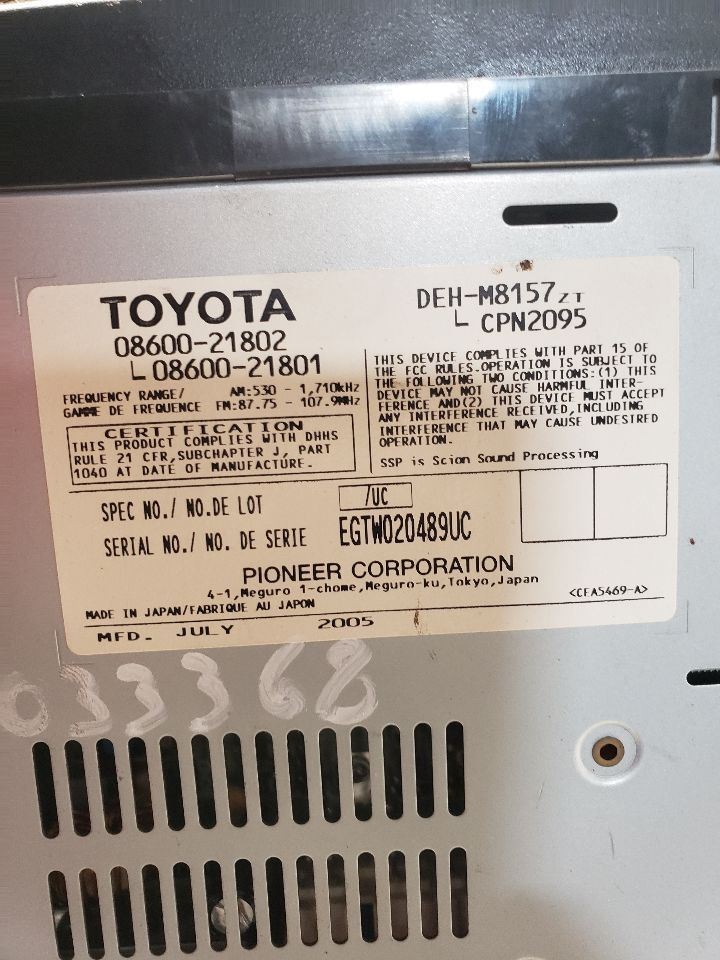 TOYOTA
08600-21802
└ 08600-21801
FREQUENCY RANGE/ AM:530 - 1,710kHz
GAMME DE FREQUENCE FM:87.75 - 107.9MHz
CERTIFICATION
THIS PRODUCT COMPLIES WITH DHHS
RULE 21 CFR,SUBCHAPTER J, PART
1040 AT DATE OF MANUFACTURE.
DEH-M8157ZT
└ CPN2095
THIS DEVICE COMPLIES WITH PART 15 OF
THE FCC RULES.OPERATION IS SUBJECT TO
THE FOLLOWING TWO CONDITIONS:(1) THIS
DEVICE MAY NOT CAUSE HARMFUL INTER-
FERENCE AND(2) THIS DEVICE MUST ACCEPT
ANY INTERFERENCE RECEIVED,INCLUDING
INTERFERENCE THAT MAY CAUSE UNDESTRED
OPERATION.
SSP is Scion Sound Processing
SPEC NO./ NO.DE LOT /UC
SERIAL NO./ NO. DE SERIE EGTW020489UC
PIONEER CORPORATION
4-1,Meguro 1-chome,Meguro-ku,Tokyo,Japan
MADE IN JAPAN/FABRIQUE AU JAPON <CFA5469-A>
MFD. JULY 2005
033368